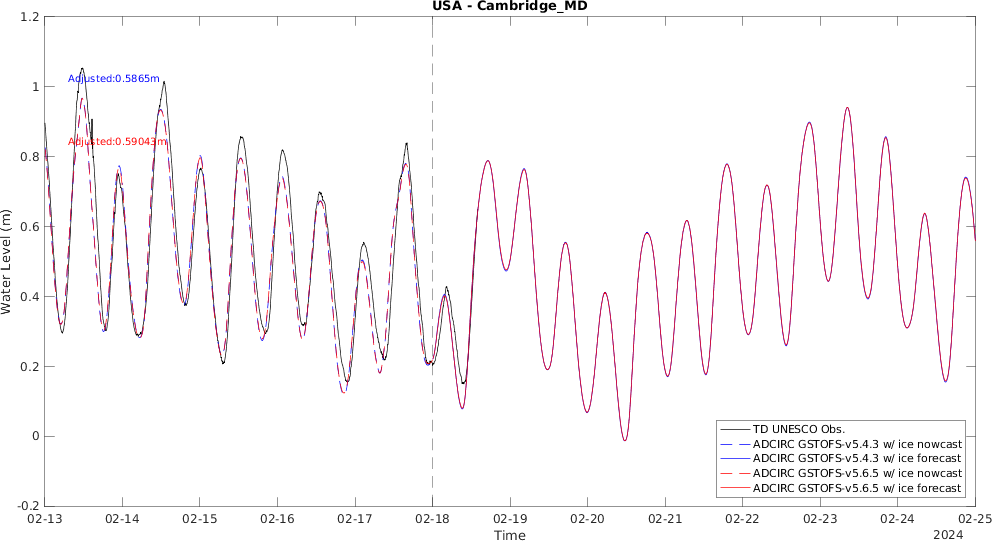 USA - Cambridge_MD
1.2
1
0.8
0.6
0.4
0.2
0
-0.2
Water Level (m)
Adjusted:0.5865m
Adjusted:0.59043m
TD UNESCO Obs.
ADCIRC GSTOFS-v5.4.3 w/ ice nowcast
ADCIRC GSTOFS-v5.4.3 w/ ice forecast
ADCIRC GSTOFS-v5.6.5 w/ ice nowcast
ADCIRC GSTOFS-v5.6.5 w/ ice forecast
02-13 02-14 02-15 02-16 02-17 02-18 02-19 02-20 02-21 02-22 02-23 02-24 02-25
Time
2024